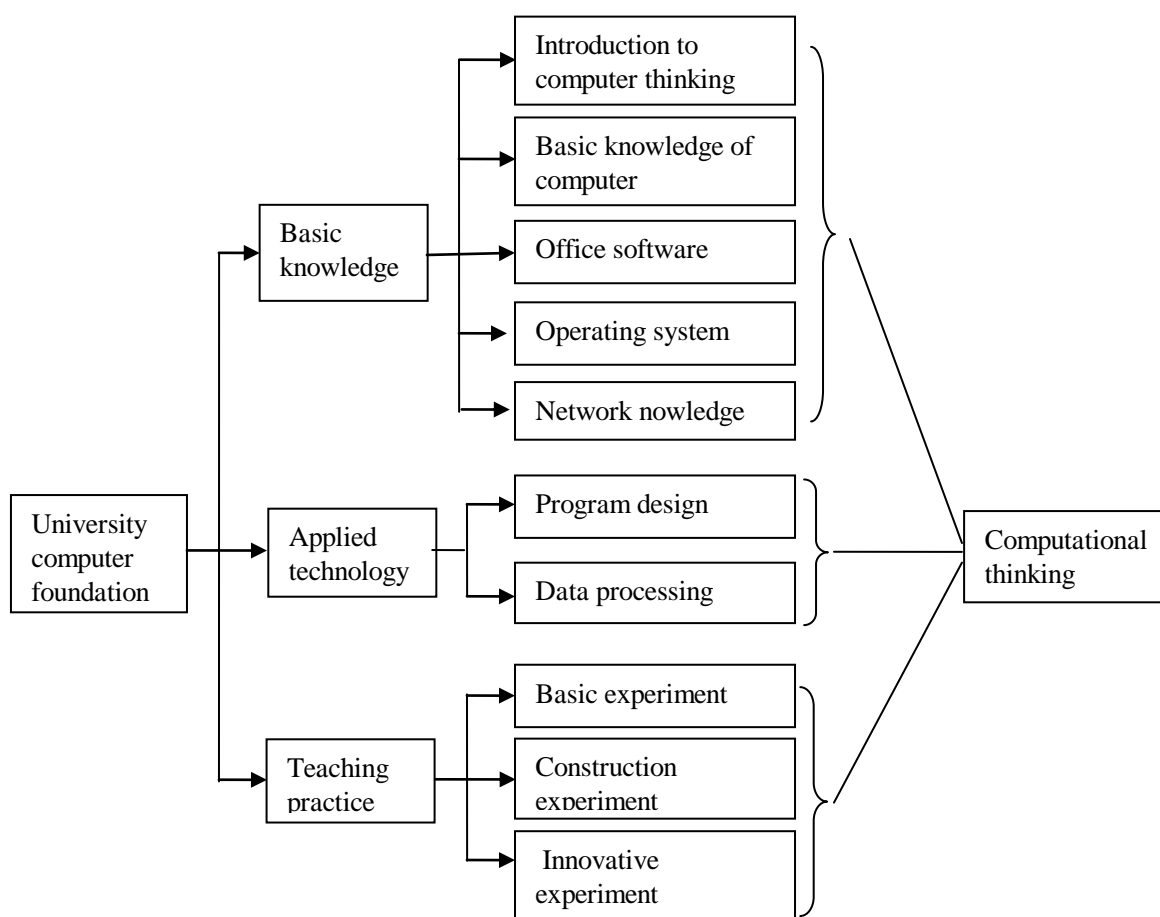 Introduction to
computer thinking
Basic knowledge of
computer
Basic
knowledge
Office software
Operating system
Network nowledge
University
computer
foundation
Applied
technology
Program design
Data processing
Computational
thinking
Teaching
practice
Basic experiment
Construction
experiment
Innovative
experiment